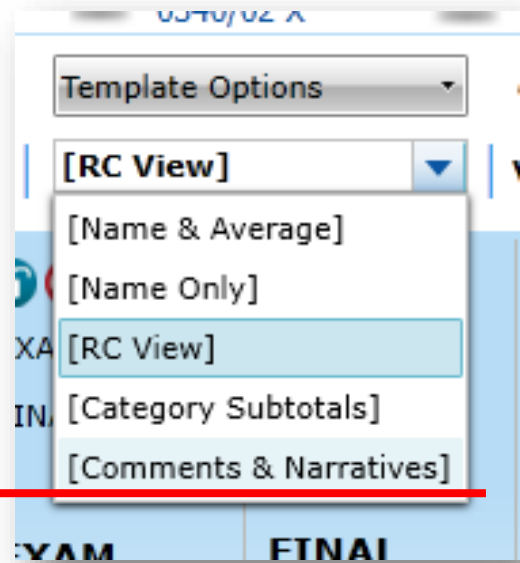 Template Options
[RC View]
[Name & Average]
[Name Only]
[RC View]
[Category Subtotals]
[Comments & Narratives]
FINAL